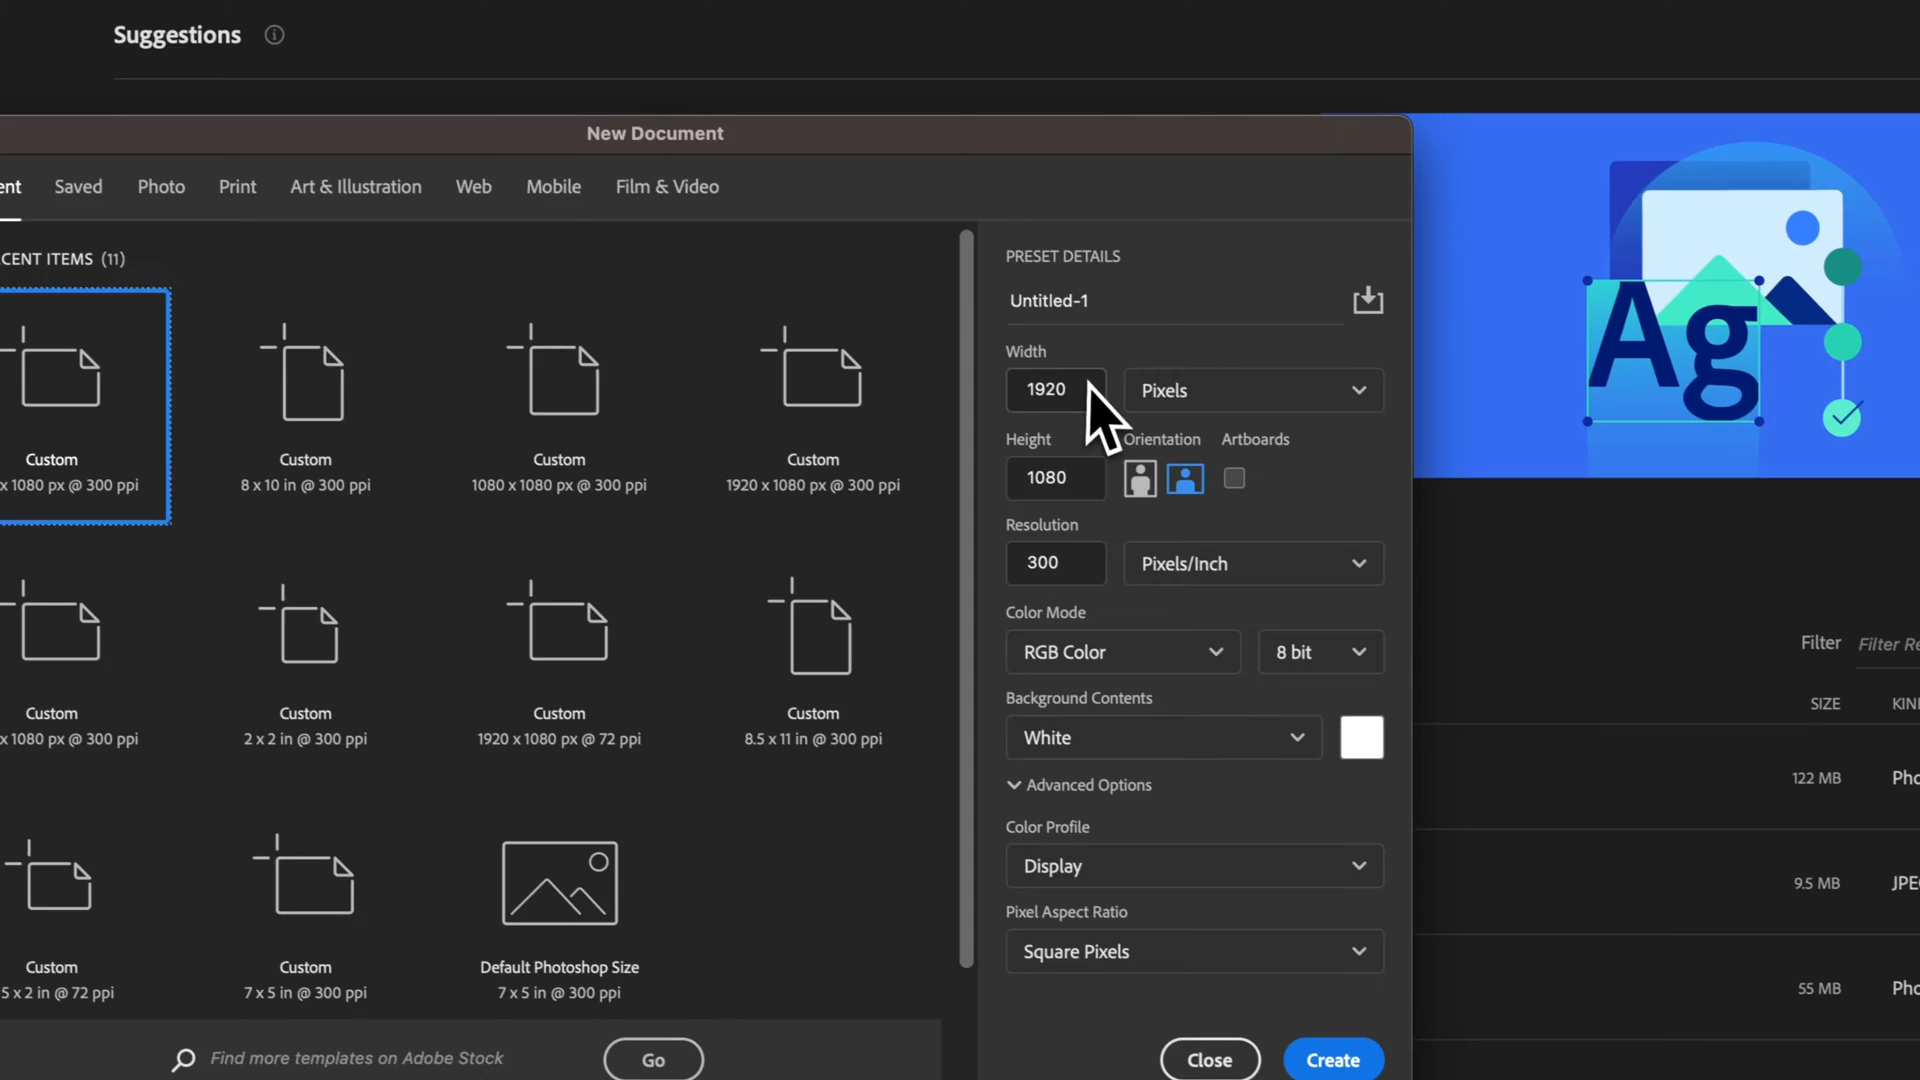 Suggestions
New Document
ent Saved Photo Print Art & Illustration Web Mobile Film & Video
CENT ITEMS (11)
Custom
x 1080 px @ 300 ppi
Custom
8 x 10 in @ 300 ppi
Custom
1080 x 1080 px @ 300 ppi
Custom
1920 x 1080 px @ 300 ppi
Custom
x 1080 px @ 300 ppi
Custom
2 x 2 in @ 300 ppi
Custom
1920 x 1080 px @ 72 ppi
Custom
8.5 x 11 in @ 300 ppi
Custom
5 x 2 in @ 72 ppi
Custom
7 x 5 in @ 300 ppi
Default Photoshop Size
7 x 5 in @ 300 ppi
Find more templates on Adobe Stock
Go
PRESET DETAILS
Untitled-1
Width
1920 Pixels
Height Orientation Artboards
1080
Resolution
300 Pixels/Inch
Color Mode
RGB Color 8 bit
Background Contents
White
Advanced Options
Color Profile
Display
Pixel Aspect Ratio
Square Pixels
Close Create
Ag
Filter Filter Re
SIZE KIN
122 MB Pho
9.5 MB JPEG
55 MB Pho